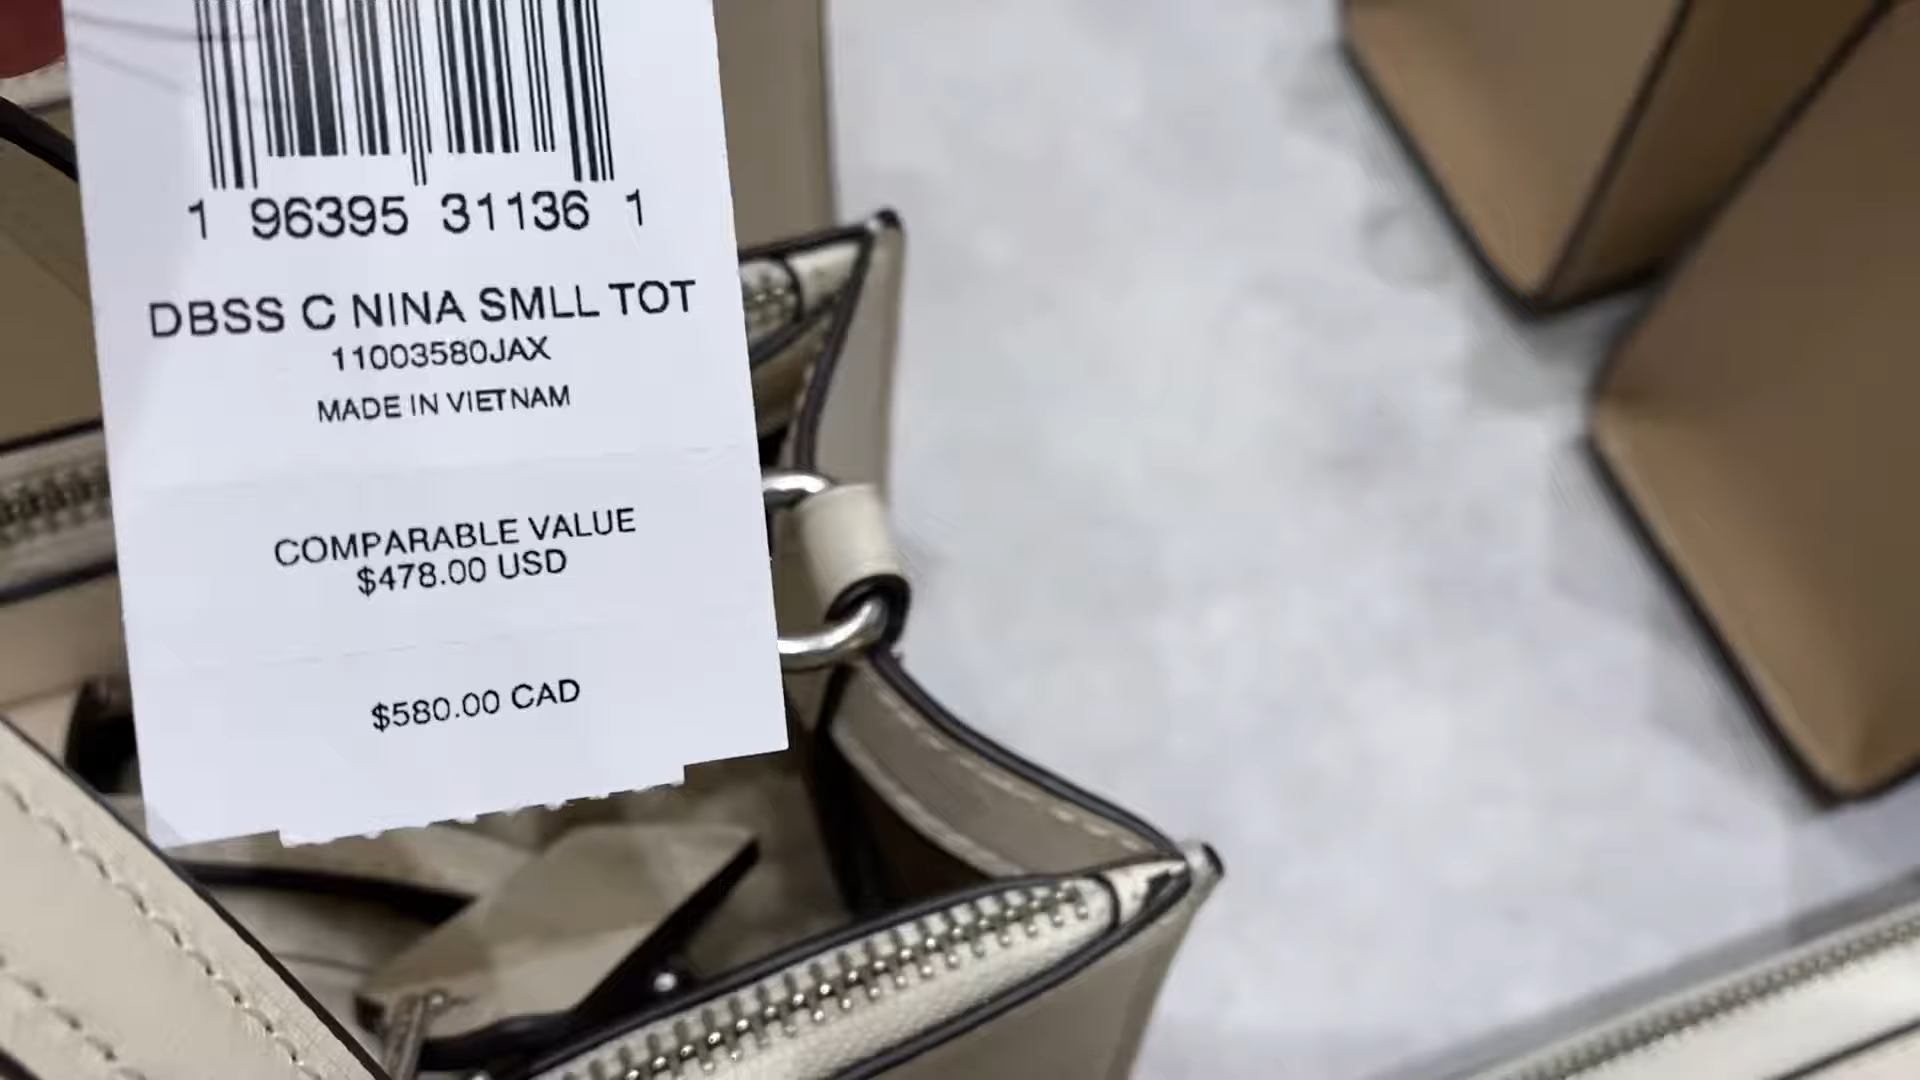 1 96395 31136 1
DBSS C NINA SMLL TOT
11003580JAX
MADE IN VIETNAM
COMPARABLE VALUE
$478.00 USD
$580.00 CAD